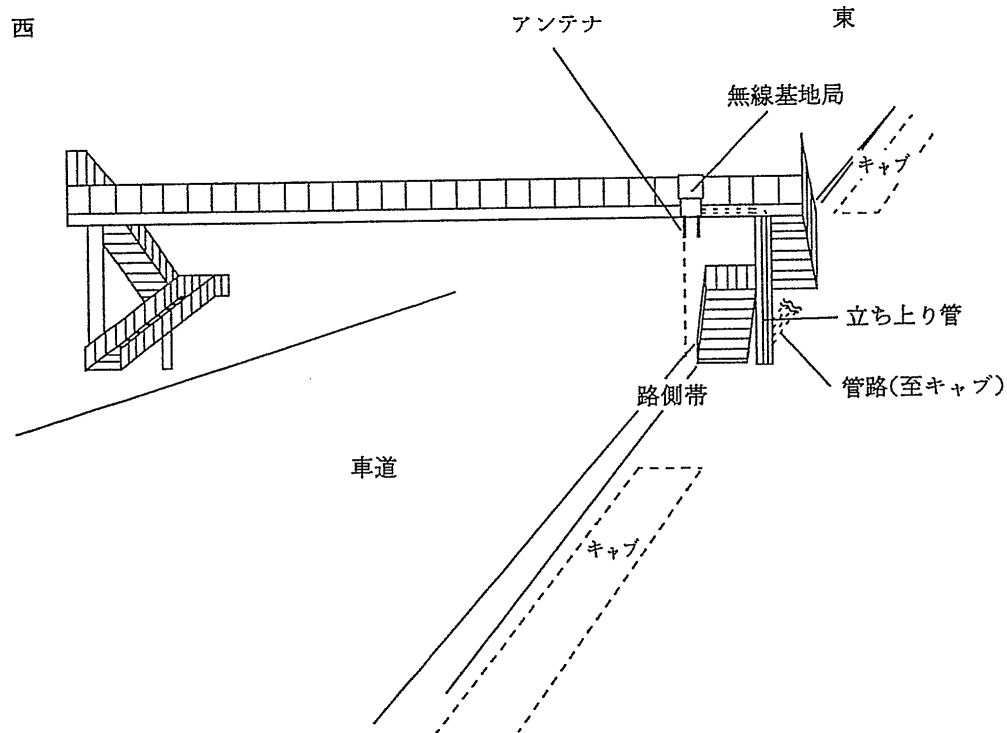 西
アンテナ
東
無線基地局
キャブ
立ち上り管
管路(至キャブ)
路側帯
車道
キャブ